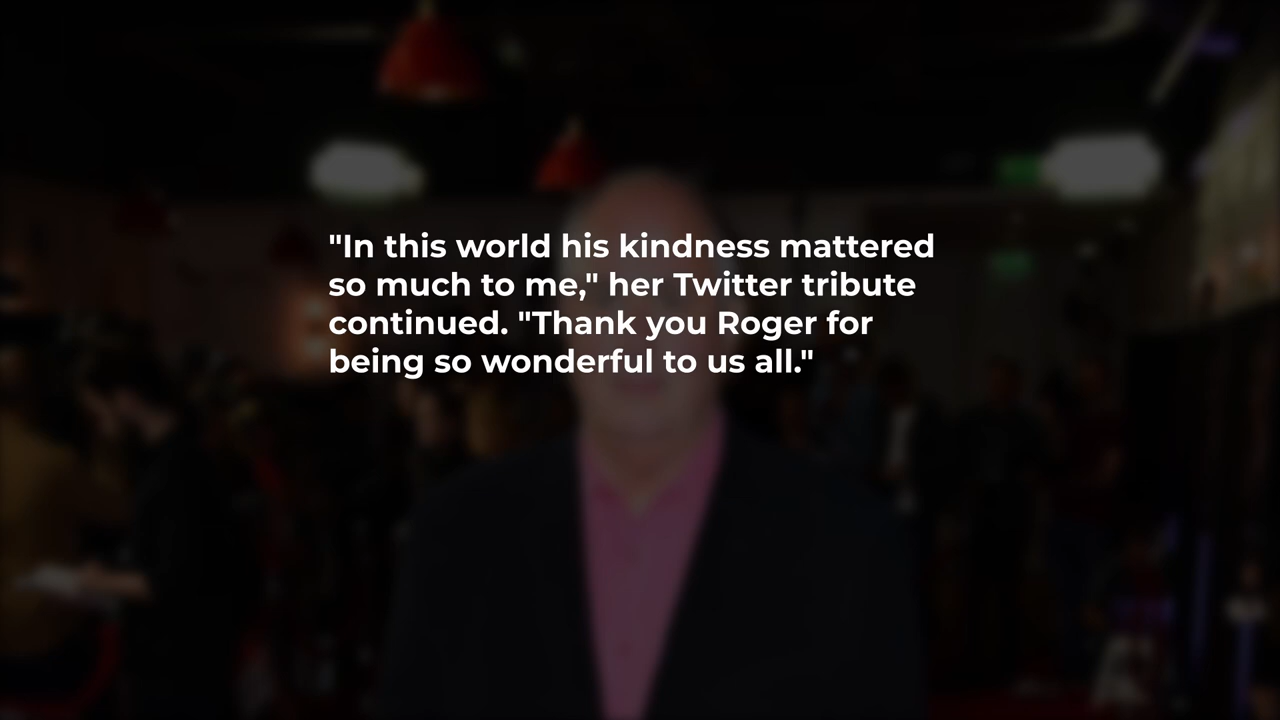 "In this world his kindness mattered
so much to me," her Twitter tribute
continued. "Thank you Roger for
being so wonderful to us all."